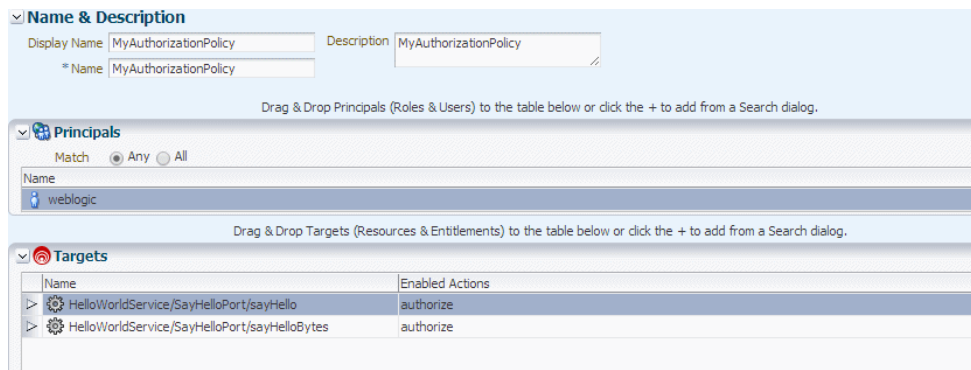 Name & Description
Display Name MyAuthorizationPolicy Description MyAuthorizationPolicy
* Name MyAuthorizationPolicy
Drag & Drop Principals (Roles & Users) to the table below or click the + to add from a Search dialog.
Principals
Match Any All
Name
weblogic
Drag & Drop Targets (Resources & Entitlements) to the table below or click the + to add from a Search dialog.
Targets
Name Enabled Actions
HelloWorldService/SayHelloPort/sayHello authorize
HelloWorldService/SayHelloPort/sayHelloBytes authorize